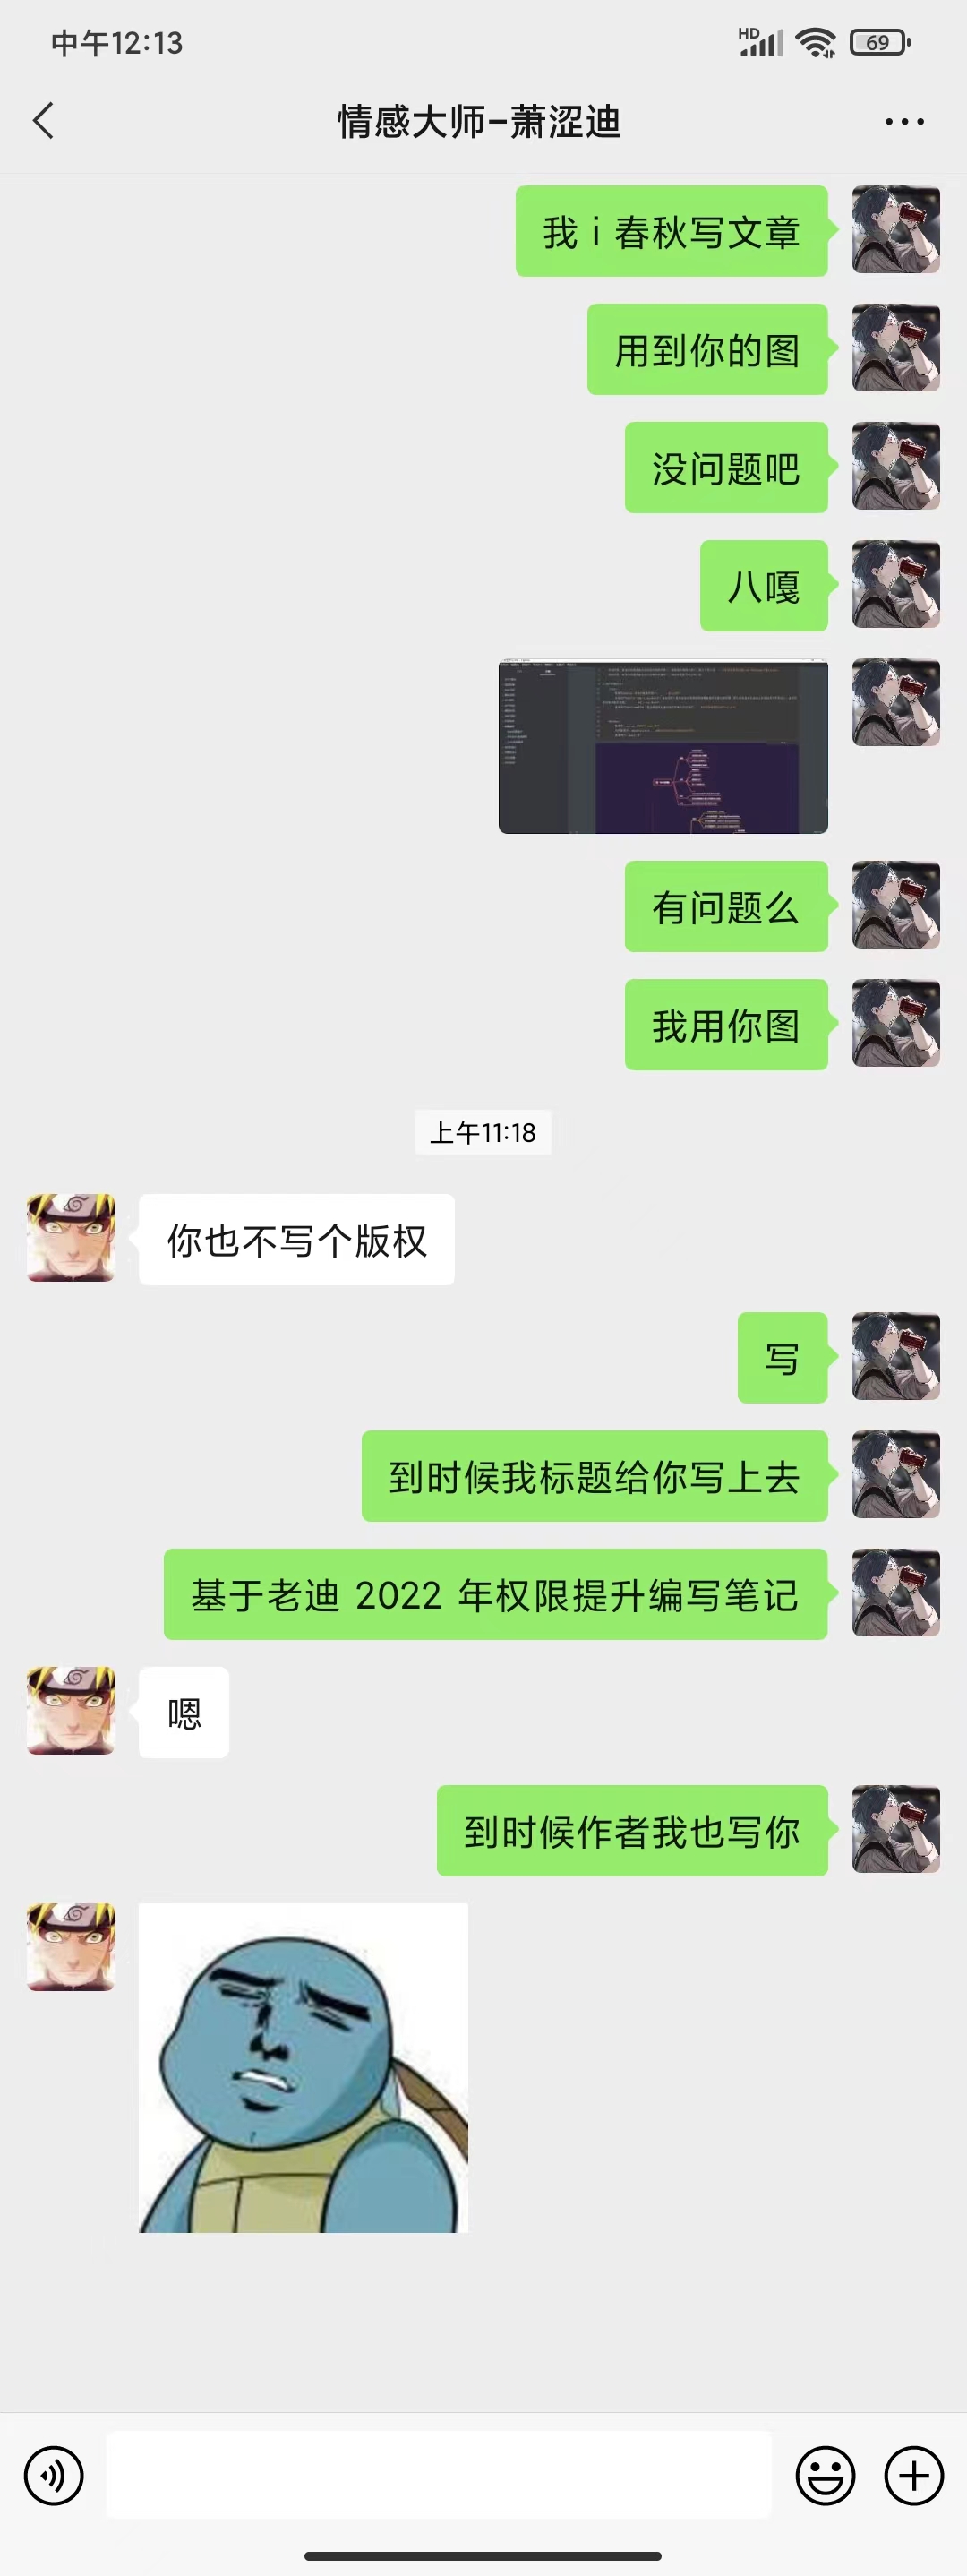 中午12:13
HD
69
情感大师-萧涩迪
我 i 春秋写文章
用到你的图
没问题吧
八嘎
有问题么
我用你图
上午11:18
你也不写个版权
写
到时候我标题给你写上去
基于老迪 2022 年权限提升编写笔记
嗯
到时候作者我也写你